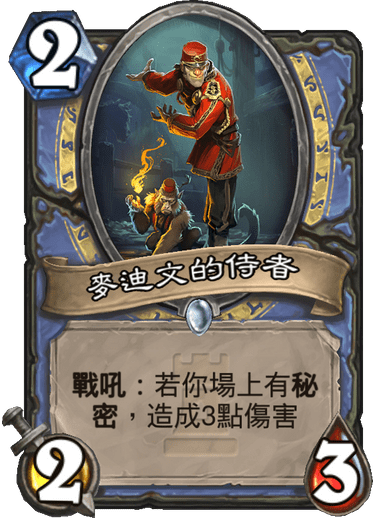 2
麥迪文的侍者
戰吼：若你場上有秘
密，造成3點傷害
2
3